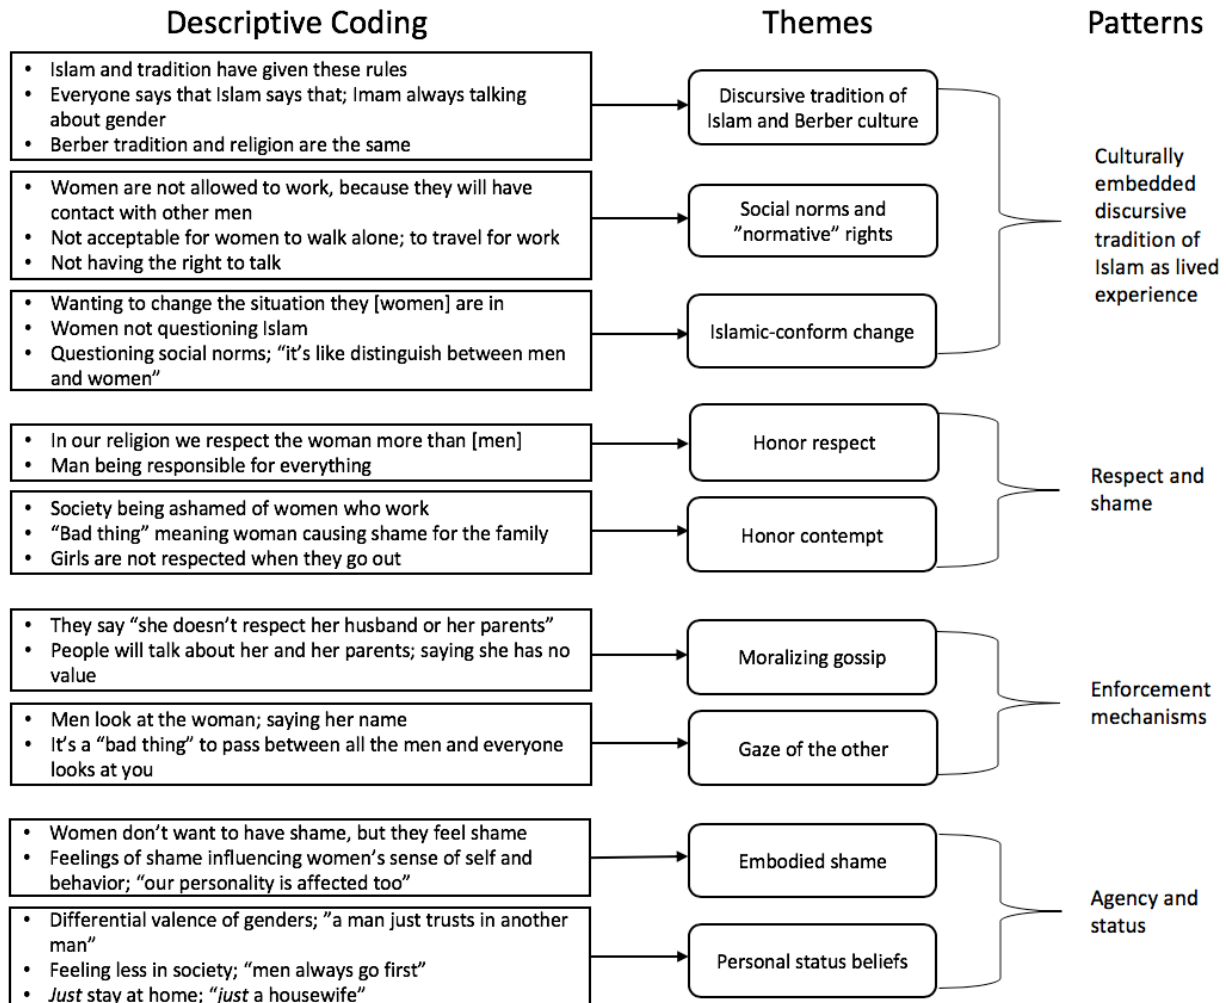 Descriptive Coding
Themes
Patterns
• Islam and tradition have given these rules
• Everyone says that Islam says that; Imam always talking
about gender
• Berber tradition and religion are the same
Discursive tradition of
Islam and Berber culture
• Women are not allowed to work, because they will have
contact with other men
• Not acceptable for women to walk alone; to travel for work
• Not having the right to talk
Social norms and
”normative” rights
• Wanting to change the situation they [women] are in
• Women not questioning Islam
• Questioning social norms; “it’s like distinguish between men
and women”
Islamic-conform change
Culturally
embedded
discursive
tradition of
Islam as lived
experience
• In our religion we respect the woman more than [men]
• Man being responsible for everything
Honor respect
• Society being ashamed of women who work
• “Bad thing” meaning woman causing shame for the family
• Girls are not respected when they go out
Honor contempt
Respect and
shame
• They say “she doesn’t respect her husband or her parents”
• People will talk about her and her parents; saying she has no
value
Moralizing gossip
• Men look at the woman; saying her name
• It’s a “bad thing” to pass between all the men and everyone
looks at you
Gaze of the other
Enforcement
mechanisms
• Women don’t want to have shame, but they feel shame
• Feelings of shame influencing women’s sense of self and
behavior; “our personality is affected too”
Embodied shame
• Differential valence of genders; ”a man just trusts in another
man”
• Feeling less in society; “men always go first”
• Just stay at home; “just a housewife”
Personal status beliefs
Agency and
status